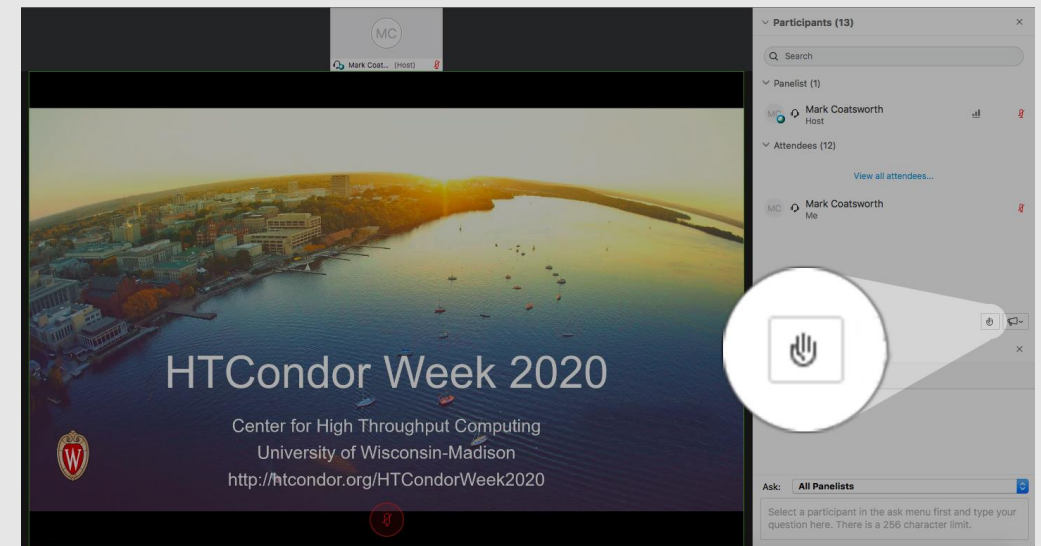 MC
Mark Coat... (Host)
HTCondor Week 2020
Center for High Throughput Computing
University of Wisconsin-Madison
http://htcondor.org/HTCondorWeek2020
W
Participants (13)
Search
Panelist (1)
MC Mark Coatsworth
Host
Attendees (12)
View all attendees...
MC Mark Coatsworth
Me
Ask: All Panelists
Select a participant in the ask menu first and type your
question here. There is a 256 character limit.